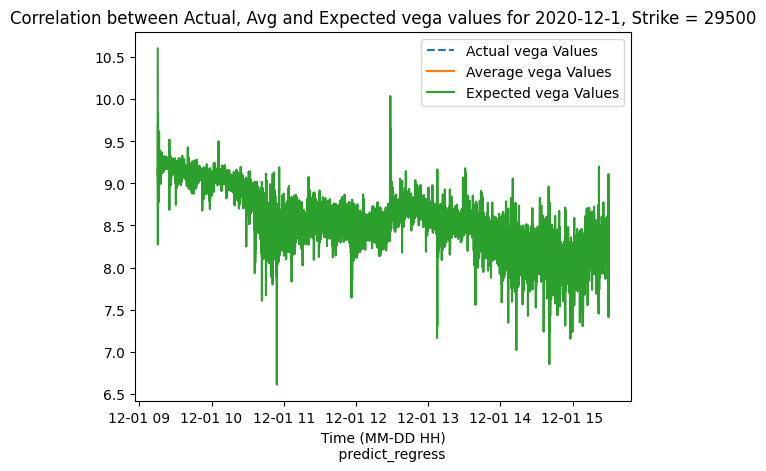 Correlation between Actual, Avg and Expected vega values for 2020-12-1, Strike = 29500
Actual vega Values
Average vega Values
Expected vega Values
10.5
10.0
9.5
9.0
8.5
8.0
7.5
7.0
6.5
12-01 09 12-01 10 12-01 11 12-01 12 12-01 13 12-01 14 12-01 15
Time (MM-DD HH)
predict_regress